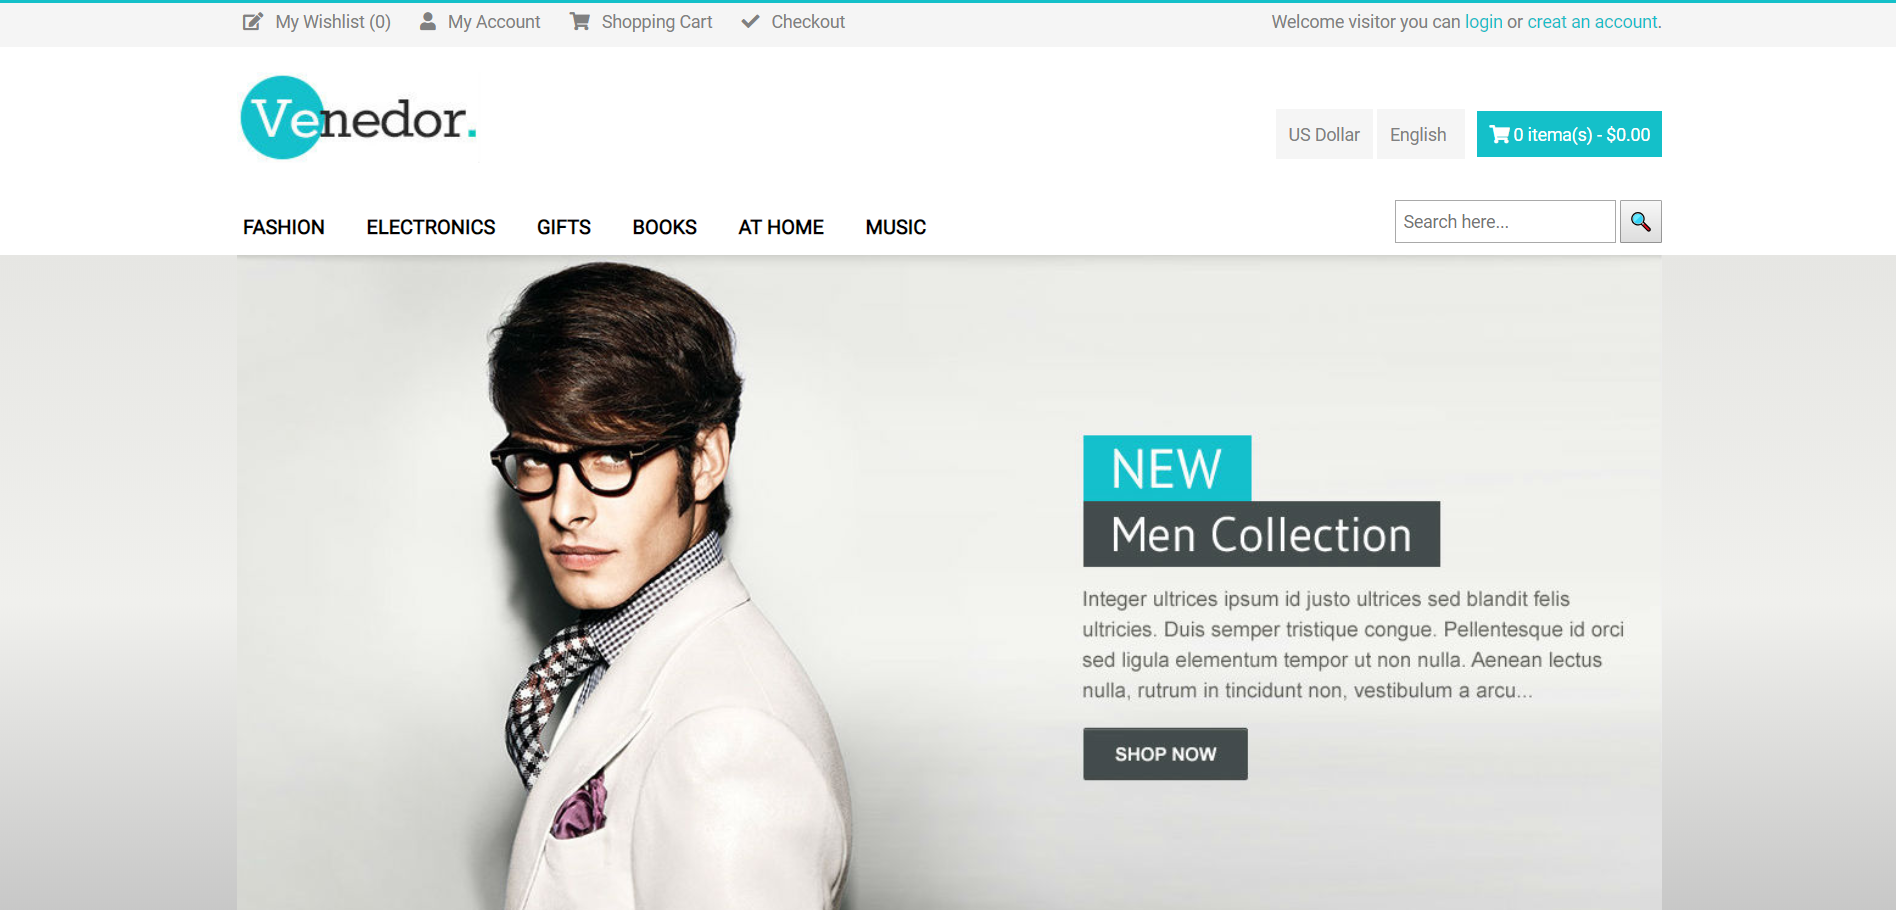 My Wishlist (0) My Account Shopping Cart Checkout Welcome visitor you can login or creat an account.
Venedor.
US Dollar English 0 itema(s) - $0.00
FASHION ELECTRONICS GIFTS BOOKS AT HOME MUSIC Search here...
NEW
Men Collection
Integer ultrices ipsum id justo ultrices sed blandit felis
ultricies. Duis semper tristique congue. Pellentesque id orci
sed ligula elementum tempor ut non nulla. Aenean lectus
nulla, rutrum in tincidunt non, vestibulum a arcu...
SHOP NOW